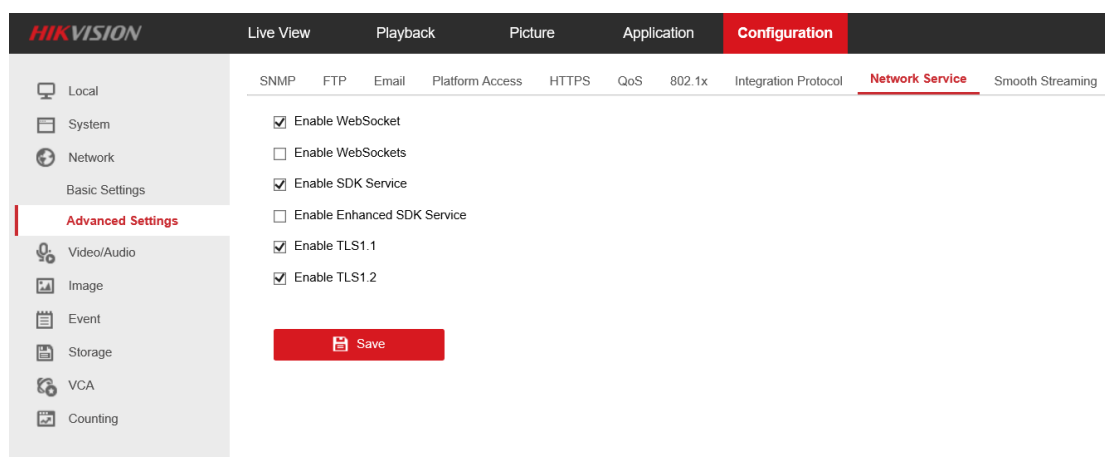 HIKVISION Live View Playback Picture Application Configuration
SNMP FTP Email Platform Access HTTPS QoS 802.1x Integration Protocol Network Service Smooth Streaming
Local
System
Network
Basic Settings
Advanced Settings
Video/Audio
Image
Event
Storage
VCA
Counting
Enable WebSocket
Enable WebSockets
Enable SDK Service
Enable Enhanced SDK Service
Enable TLS1.1
Enable TLS1.2
Save